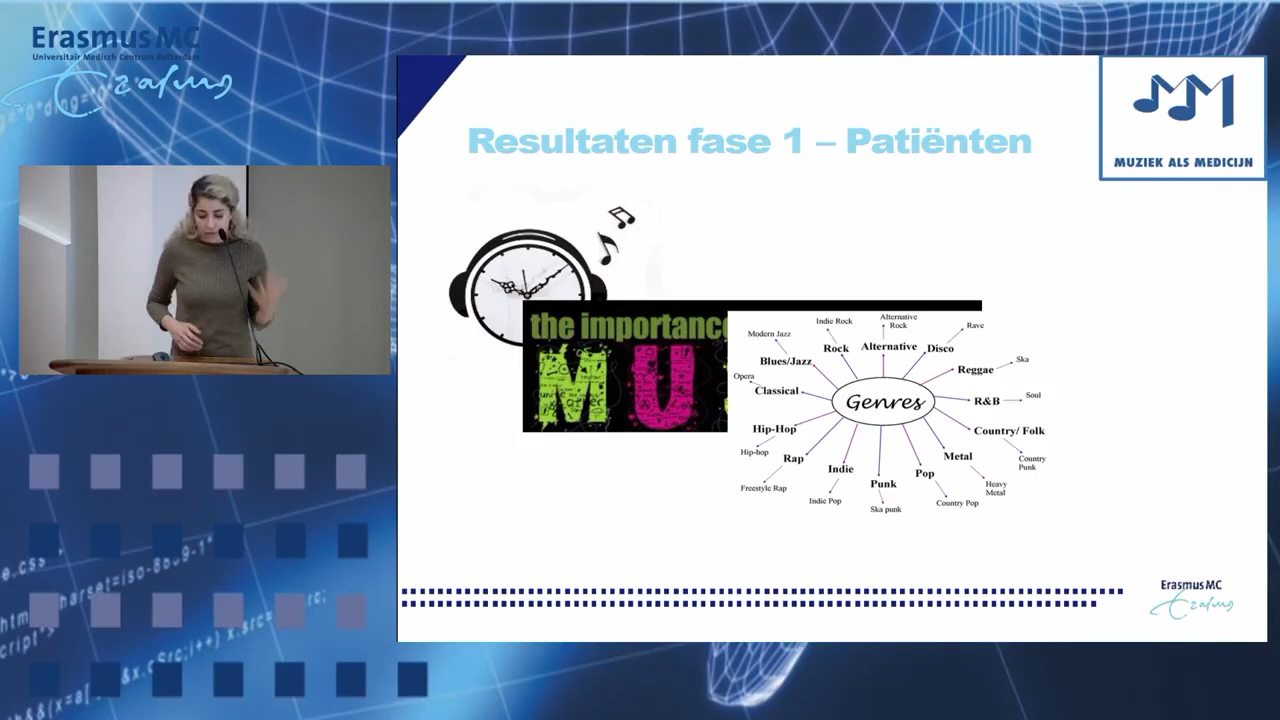 Erasmus MC
Universitair Medisch Centrum Rotterdam
Erasmus
Resultaten fase 1 – Patiënten
MUZIEK ALS MEDICIJN
the importance
MU
Genres
Rock
Indie Rock
Alternative
Alternative
Rock
Disco
Rave
Reggae
Ska
R&B
Soul
Country/ Folk
Country
Punk
Metal
Heavy
Metal
Pop
Country Pop
Punk
Ska punk
Indie
Indie Pop
Rap
Freestyle Rap
Hip-Hop
Hip-hop
Classical
Opera
Blues/Jazz
Modern Jazz
Erasmus MC
Erasmus